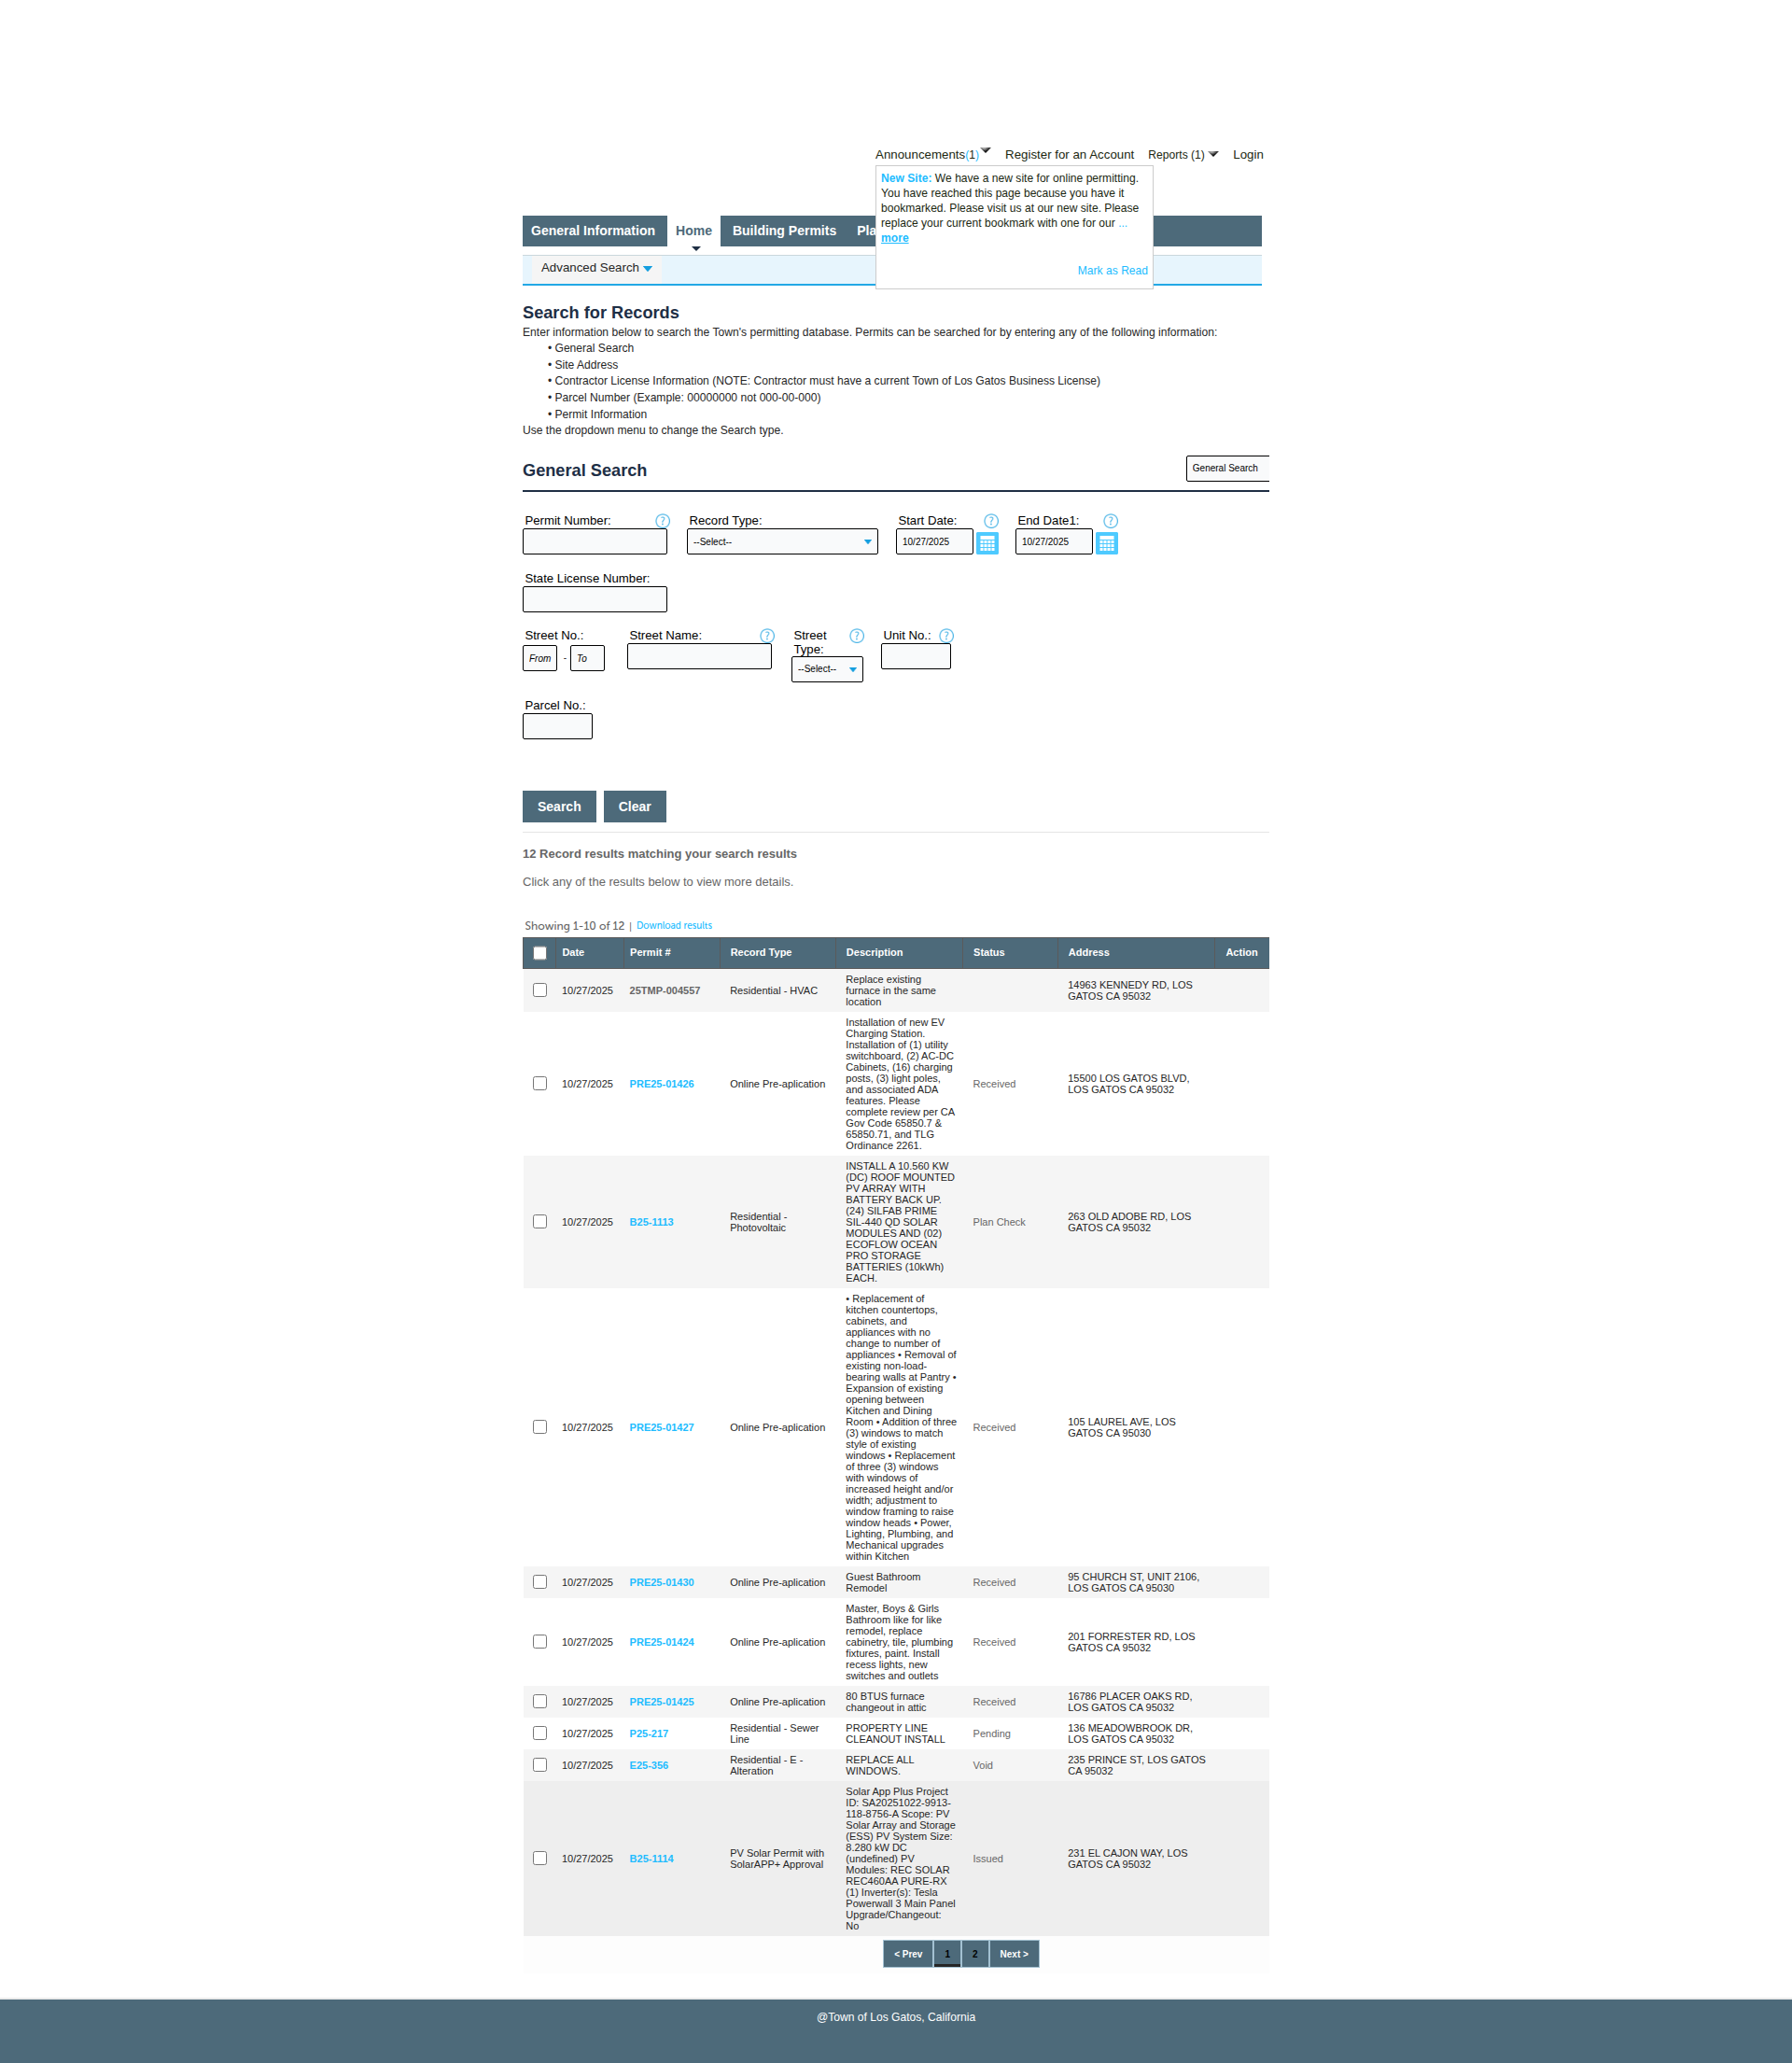 Announcements(1) Register for an Account Reports (1) Login
New Site: We have a new site for online permitting.
You have reached this page because you have it
bookmarked. Please visit us at our new site. Please
replace your current bookmark with one for our ...
more
Mark as Read
General Information Home Building Permits Pla
Advanced Search
Search for Records
Enter information below to search the Town's permitting database. Permits can be searched for by entering any of the following information:
• General Search
• Site Address
• Contractor License Information (NOTE: Contractor must have a current Town of Los Gatos Business License)
• Parcel Number (Example: 00000000 not 000-00-000)
• Permit Information
Use the dropdown menu to change the Search type.
General Search General Search
Permit Number: ? Record Type: Start Date: ? End Date1: ?
--Select-- 10/27/2025 10/27/2025
State License Number:
Street No.: Street Name: ? Street ? Unit No.: ?
Type:
From - To --Select--
Parcel No.:
Search Clear
12 Record results matching your search results
Click any of the results below to view more details.
Showing 1-10 of 12 | Download results
Date Permit # Record Type Description Status Address Action
10/27/2025 25TMP-004557 Residential - HVAC
Replace existing
furnace in the same
location
14963 KENNEDY RD, LOS
GATOS CA 95032
10/27/2025 PRE25-01426 Online Pre-aplication
Installation of new EV
Charging Station.
Installation of (1) utility
switchboard, (2) AC-DC
Cabinets, (16) charging
posts, (3) light poles,
and associated ADA
features. Please
complete review per CA
Gov Code 65850.7 &
65850.71, and TLG
Ordinance 2261.
Received
15500 LOS GATOS BLVD,
LOS GATOS CA 95032
10/27/2025 B25-1113
Residential -
Photovoltaic
INSTALL A 10.560 KW
(DC) ROOF MOUNTED
PV ARRAY WITH
BATTERY BACK UP.
(24) SILFAB PRIME
SIL-440 QD SOLAR
MODULES AND (02)
ECOFLOW OCEAN
PRO STORAGE
BATTERIES (10kWh)
EACH.
Plan Check
263 OLD ADOBE RD, LOS
GATOS CA 95032
10/27/2025 PRE25-01427 Online Pre-aplication
• Replacement of
kitchen countertops,
cabinets, and
appliances with no
change to number of
appliances • Removal of
existing non-load-
bearing walls at Pantry •
Expansion of existing
opening between
Kitchen and Dining
Room • Addition of three
(3) windows to match
style of existing
windows • Replacement
of three (3) windows
with windows of
increased height and/or
width; adjustment to
window framing to raise
window heads • Power,
Lighting, Plumbing, and
Mechanical upgrades
within Kitchen
Received
105 LAUREL AVE, LOS
GATOS CA 95030
10/27/2025 PRE25-01430 Online Pre-aplication
Guest Bathroom
Remodel
Received
95 CHURCH ST, UNIT 2106,
LOS GATOS CA 95030
10/27/2025 PRE25-01424 Online Pre-aplication
Master, Boys & Girls
Bathroom like for like
remodel, replace
cabinetry, tile, plumbing
fixtures, paint. Install
recess lights, new
switches and outlets
Received
201 FORRESTER RD, LOS
GATOS CA 95032
10/27/2025 PRE25-01425 Online Pre-aplication
80 BTUS furnace
changeout in attic
Received
16786 PLACER OAKS RD,
LOS GATOS CA 95032
10/27/2025 P25-217
Residential - Sewer
Line
PROPERTY LINE
CLEANOUT INSTALL
Pending
136 MEADOWBROOK DR,
LOS GATOS CA 95032
10/27/2025 E25-356
Residential - E -
Alteration
REPLACE ALL
WINDOWS.
Void
235 PRINCE ST, LOS GATOS
CA 95032
10/27/2025 B25-1114
PV Solar Permit with
SolarAPP+ Approval
Solar App Plus Project
ID: SA20251022-9913-
118-8756-A Scope: PV
Solar Array and Storage
(ESS) PV System Size:
8.280 kW DC
(undefined) PV
Modules: REC SOLAR
REC460AA PURE-RX
(1) Inverter(s): Tesla
Powerwall 3 Main Panel
Upgrade/Changeout:
No
Issued
231 EL CAJON WAY, LOS
GATOS CA 95032
< Prev 1 2 Next >
@Town of Los Gatos, California